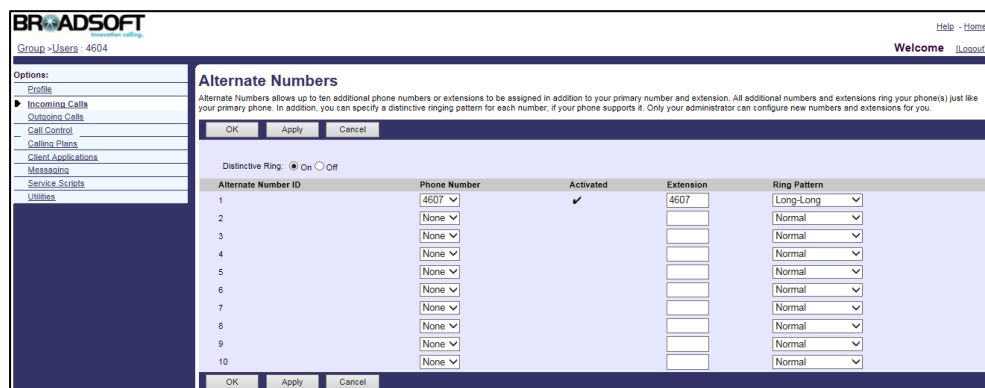 BROADSOFT
innovation calling.
Help - Home
Group >Users : 4604
Welcome [Logout]
Options:
Profile
Incoming Calls
Outgoing Calls
Call Control
Calling Plans
Client Applications
Messaging
Service Scripts
Utilities
Alternate Numbers
Alternate Numbers allows up to ten additional phone numbers or extensions to be assigned in addition to your primary number and extension. All additional numbers and extensions ring your phone(s) just like
your primary phone. In addition, you can specify a distinctive ringing pattern for each number, if your phone supports it. Only your administrator can configure new numbers and extensions for you.
OK Apply Cancel
Distinctive Ring: On Off
Alternate Number ID Phone Number Activated Extension Ring Pattern
1 4607 ✔ 4607 Long-Long
2 None Normal
3 None Normal
4 None Normal
5 None Normal
6 None Normal
7 None Normal
8 None Normal
9 None Normal
10 None Normal
OK Apply Cancel